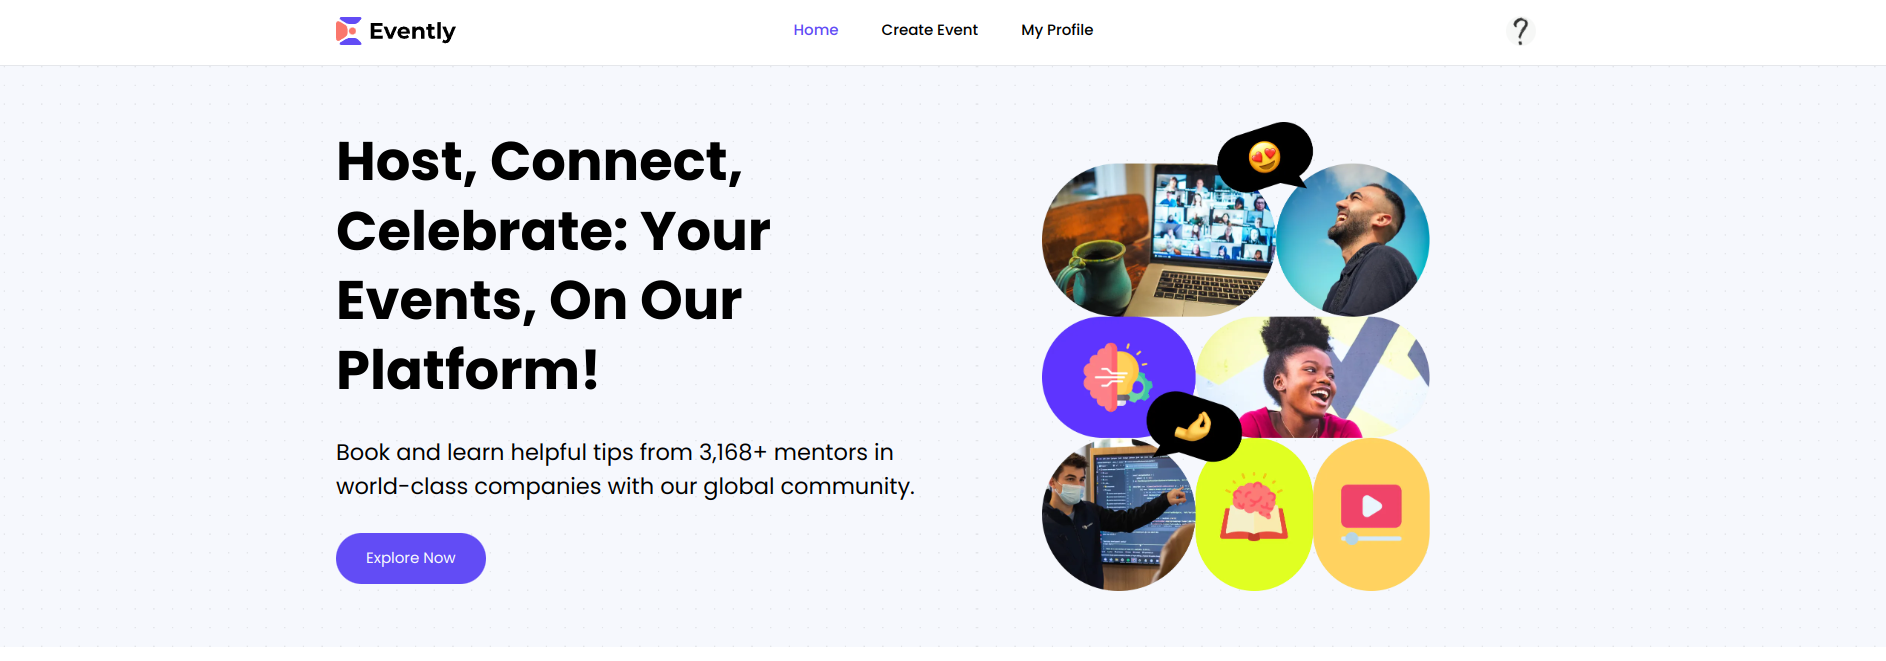 Evently
Home
Create Event
My Profile
?
Host, Connect,
Celebrate: Your
Events, On Our
Platform!
Book and learn helpful tips from 3,168+ mentors in
world-class companies with our global community.
Explore Now